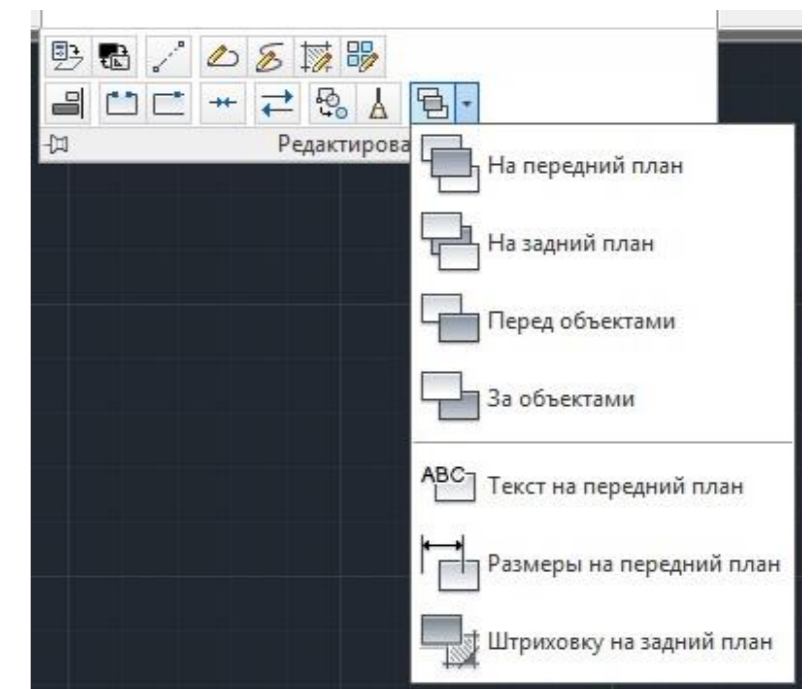 Редактирова
На передний план
На задний план
Перед объектами
За объектами
ABC Текст на передний план
Размеры на передний план
Штриховку на задний план